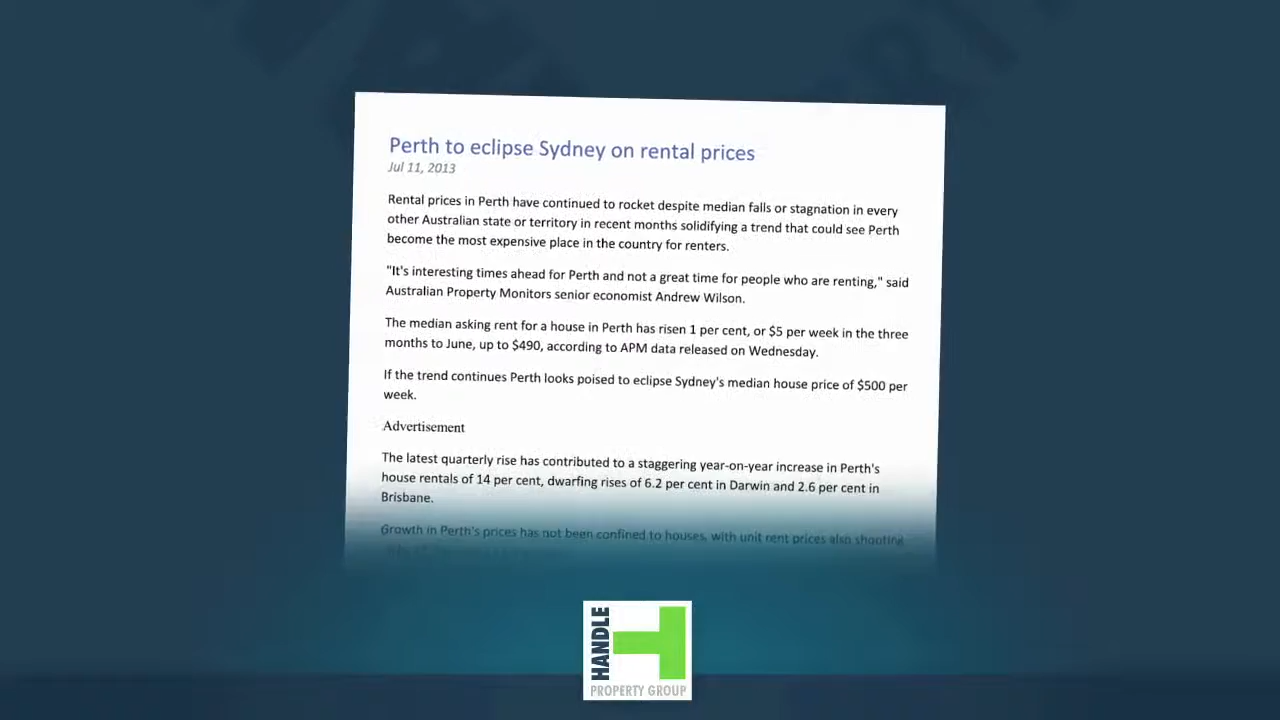 Perth to eclipse Sydney on rental prices
Jul 11, 2013
Rental prices in Perth have continued to rocket despite median falls or stagnation in every
other Australian state or territory in recent months solidifying a trend that could see Perth
become the most expensive place in the country for renters.
"It's interesting times ahead for Perth and not a great time for people who are renting," said
Australian Property Monitors senior economist Andrew Wilson.
The median asking rent for a house in Perth has risen 1 per cent, or $5 per week in the three
months to June, up to $490, according to APM data released on Wednesday.
If the trend continues Perth looks poised to eclipse Sydney's median house price of $500 per
week.
Advertisement
The latest quarterly rise has contributed to a staggering year-on-year increase in Perth's
house rentals of 14 per cent, dwarfing rises of 6.2 per cent in Darwin and 2.6 per cent in
Brisbane.
Growth in Perth's prices has not been confined to houses, with unit rent prices also shooting
HANDLE
PROPERTY GROUP